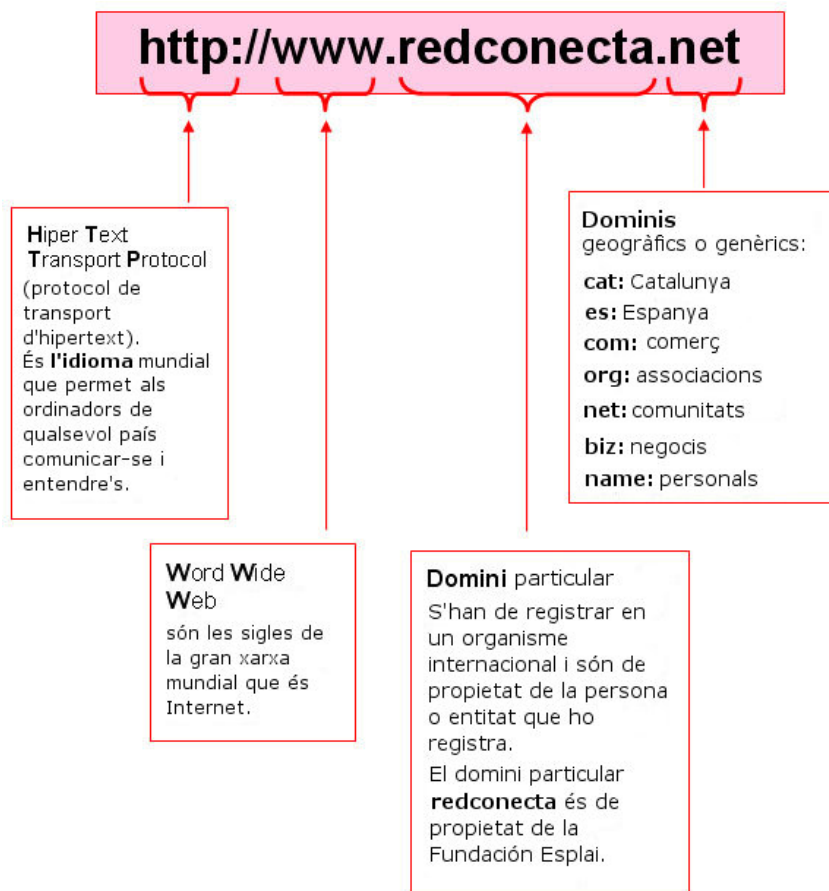 http://www.redconecta.net
Hiper Text
Transport Protocol
(protocol de
transport
d'hipertext).
És l'idioma mundial
que permet als
ordinadors de
qualsevol país
comunicar-se i
entendre's.
Word Wide
Web
són les sigles de
la gran xarxa
mundial que és
Internet.
Domini particular
S'han de registrar en
un organisme
internacional i són de
propietat de la persona
o entitat que ho
registra.
El domini particular
redconecta és de
propietat de la
Fundación Esplai.
Dominis
geogràfics o genèrics:
cat: Catalunya
es: Espanya
com: comerç
org: associacions
net: comunitats
biz: negocis
name: personals